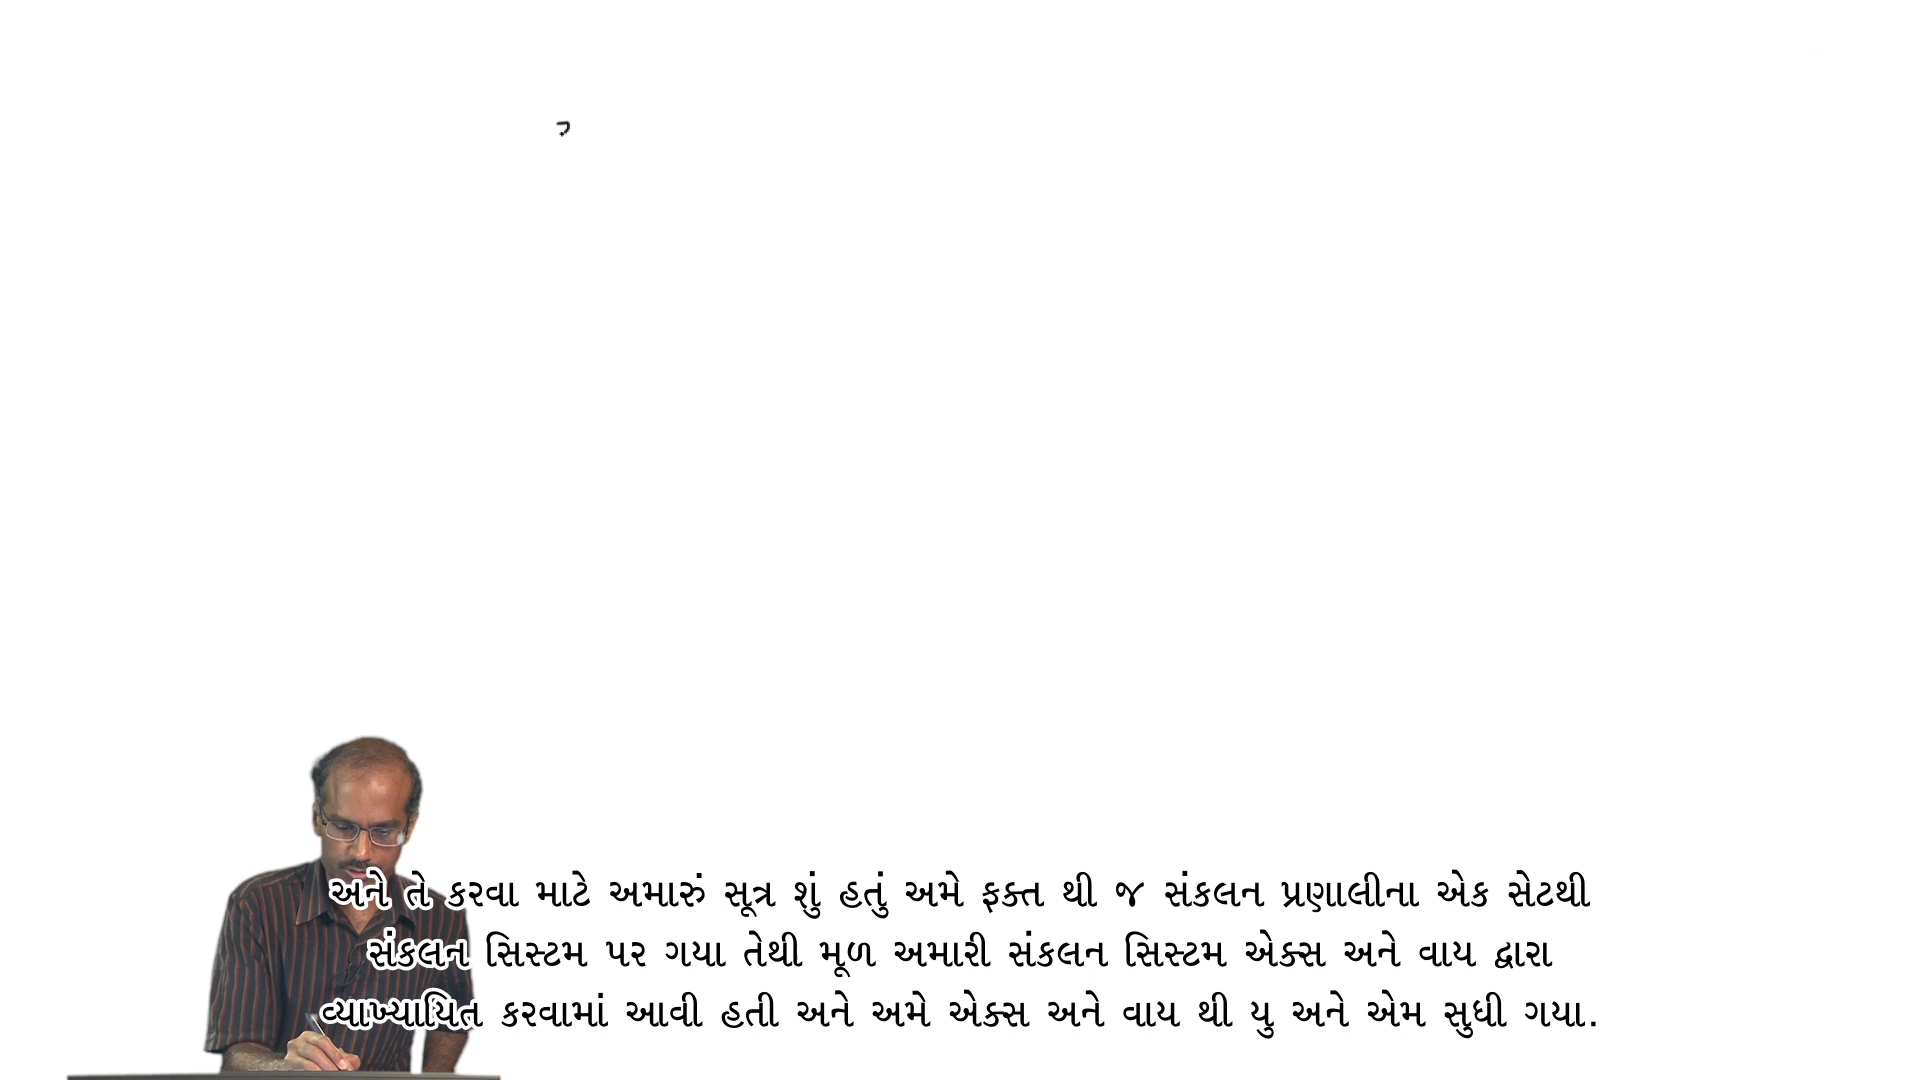 અને તે કરવા માટે અમારું સૂત્ર શું હતું અમે ફક્ત થી જ સંકલન પ્રણાલીના એક સેટથી
સંકલન સિસ્ટમ પર ગયા તેથી મૂળ અમારી સંકલન સિસ્ટમ એક્સ અને વાય દ્વારા
વ્યાખ્યાયિત કરવામાં આવી હતી અને અમે એક્સ અને વાય થી યુ અને એમ સુધી ગયા.